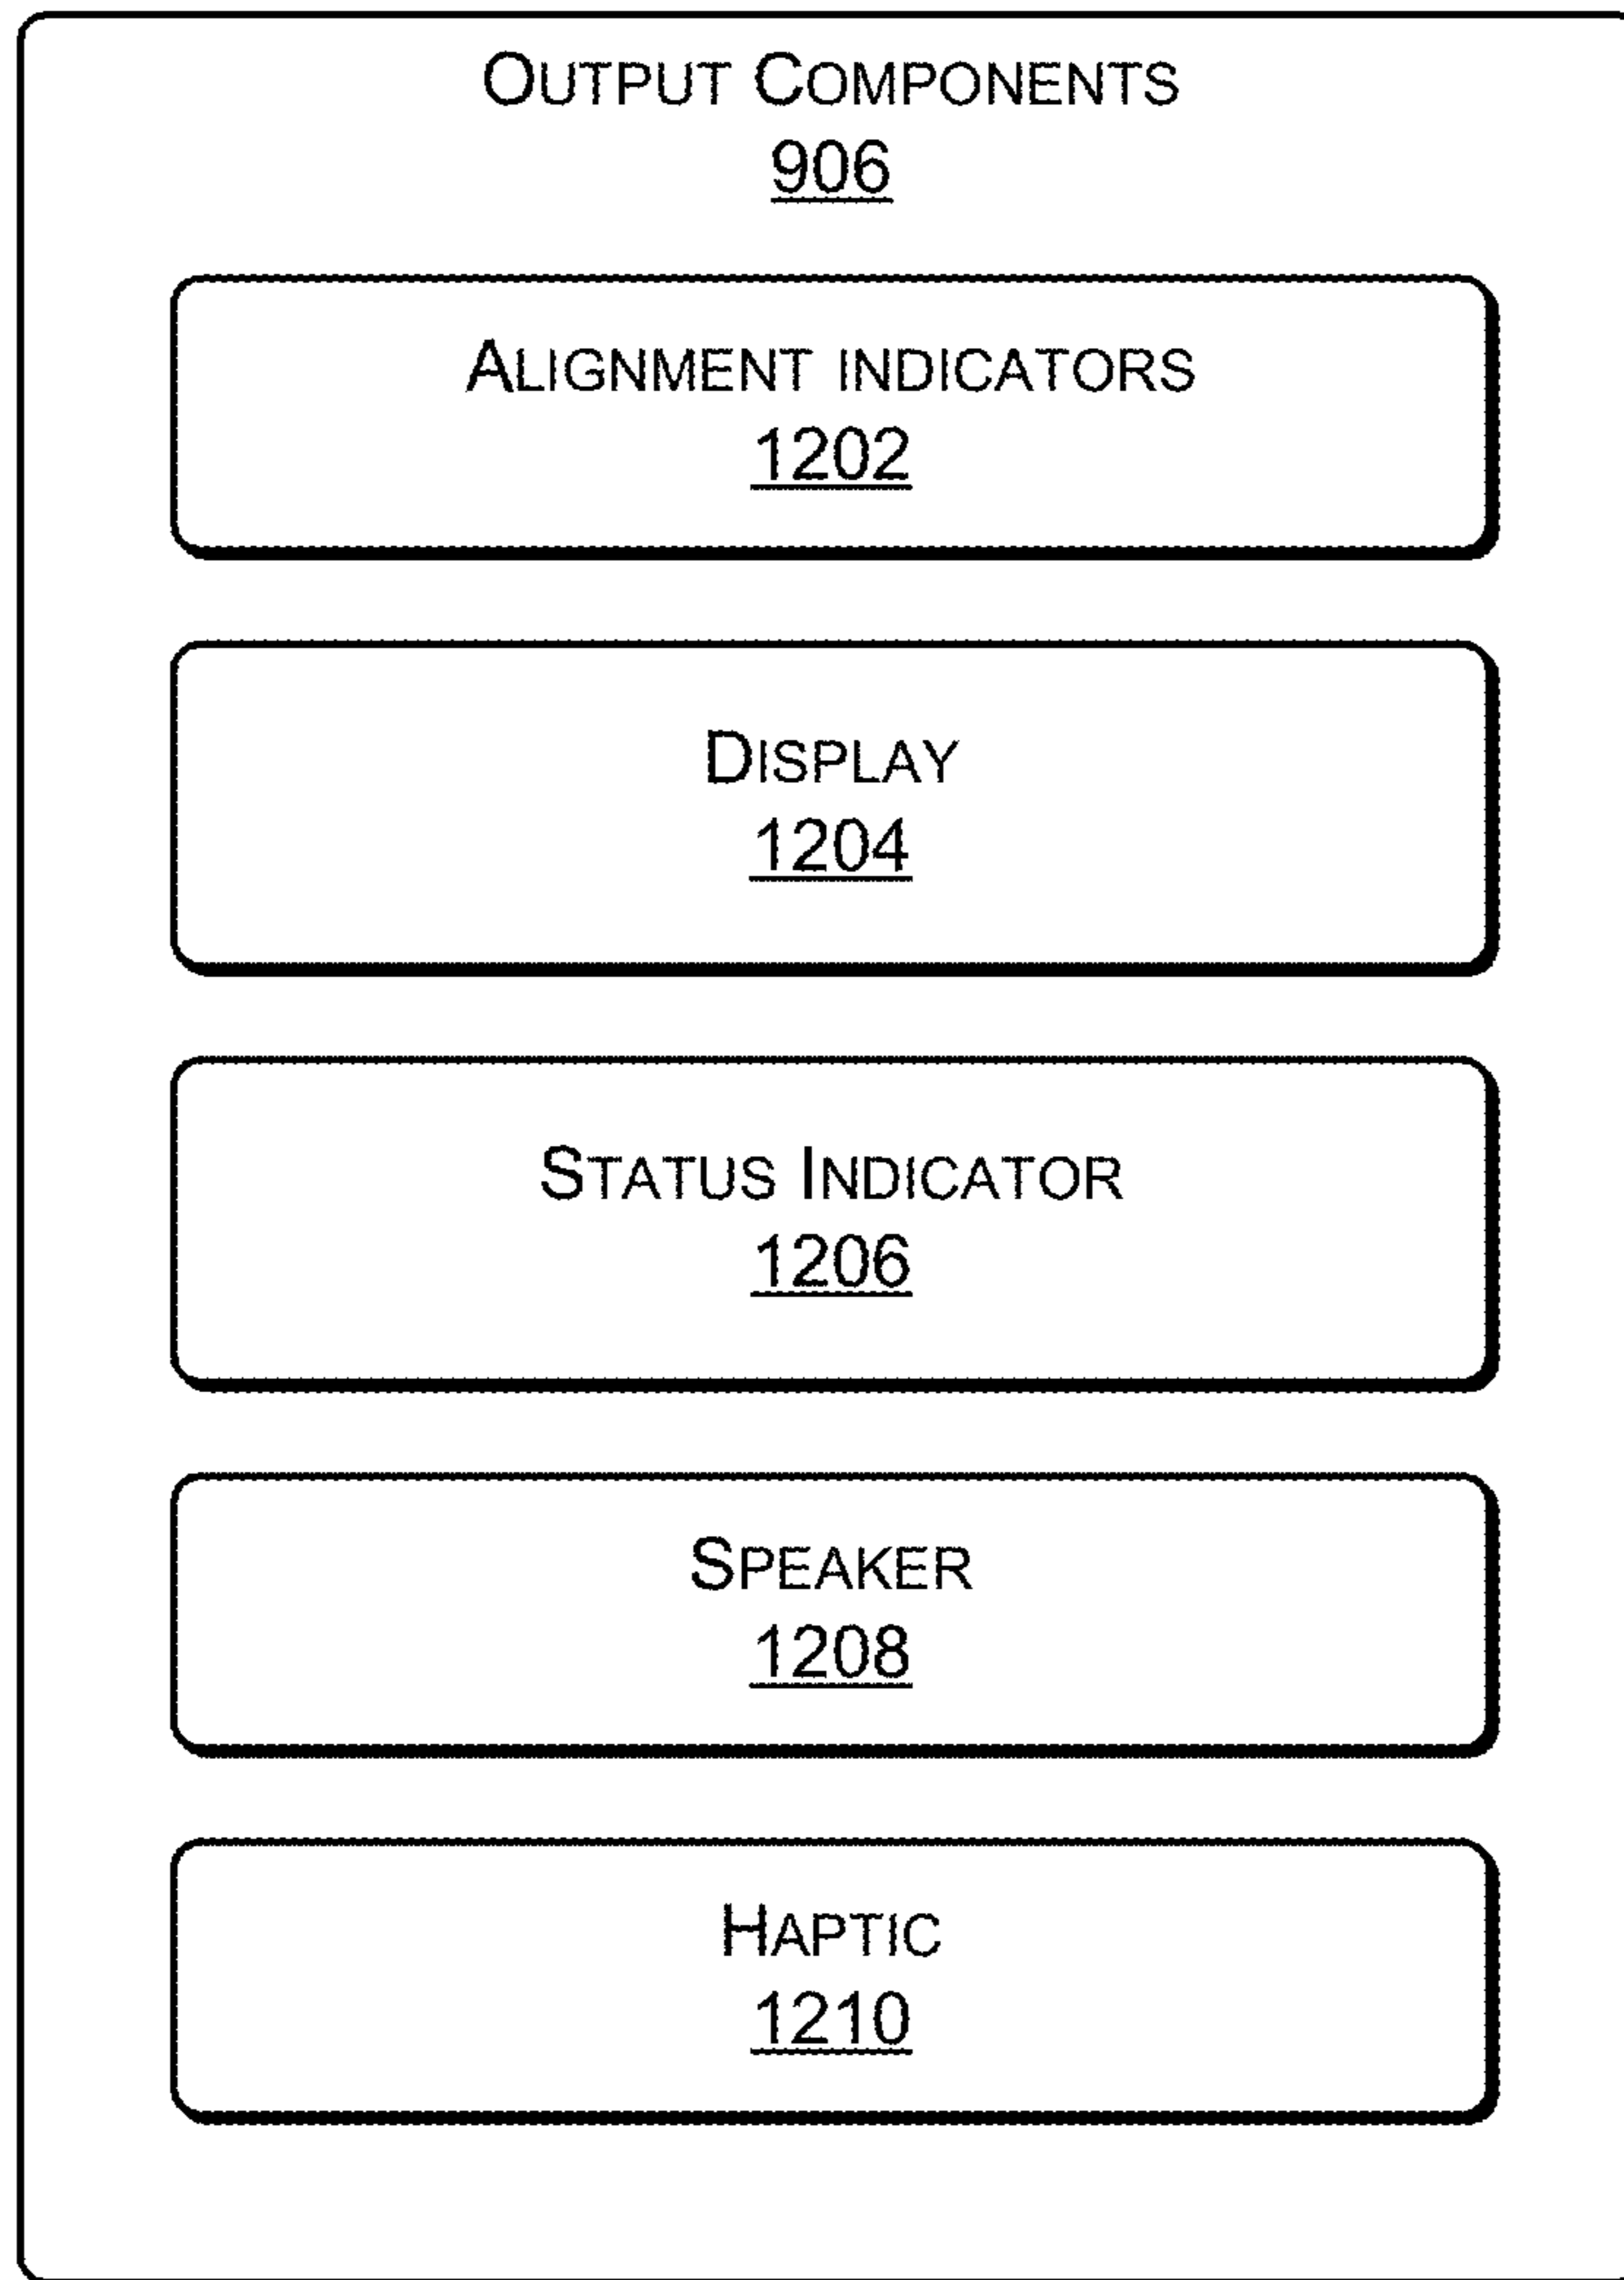 Output Components
906
Alignment indicators
1202
Display
1204
Status Indicator
1206
Speaker
1208
Haptic
1210